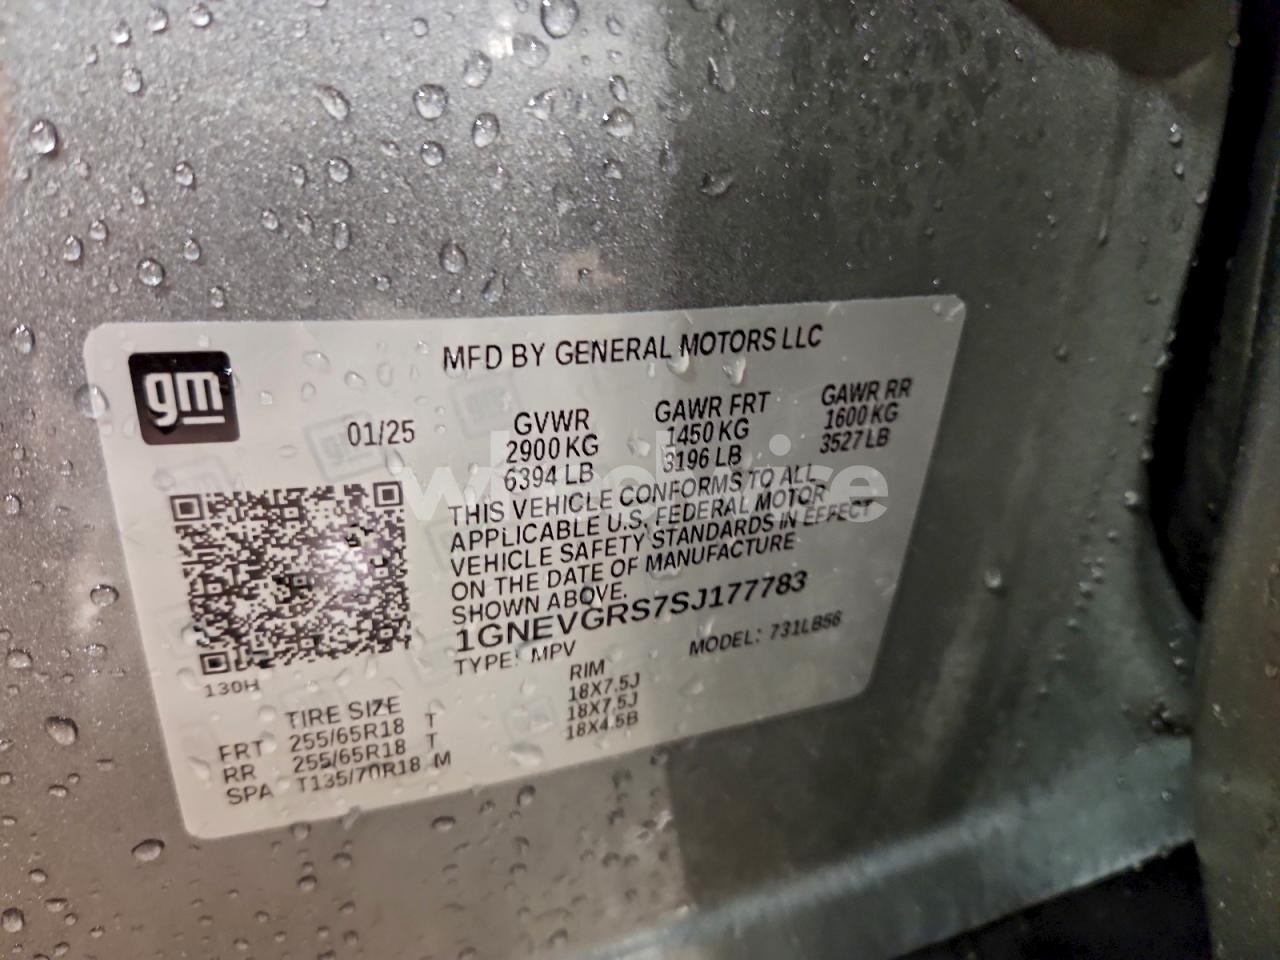 gm
MFD BY GENERAL MOTORS LLC
01/25
GVWR GAWR FRT GAWR RR
2900 KG 1450 KG 1600 KG
6394 LB 3196 LB 3527 LB
THIS VEHICLE CONFORMS TO ALL
APPLICABLE U.S. FEDERAL MOTOR
VEHICLE SAFETY STANDARDS IN EFFECT
ON THE DATE OF MANUFACTURE
SHOWN ABOVE.
1GNEVGRS7SJ177783
TYPE: MPV MODEL: 731LB56
130H
TIRE SIZE RIM
FRT 255/65R18 T 18X7.5J
RR 255/65R18 T 18X7.5J
SPA T135/70R18 M 18X4.5B